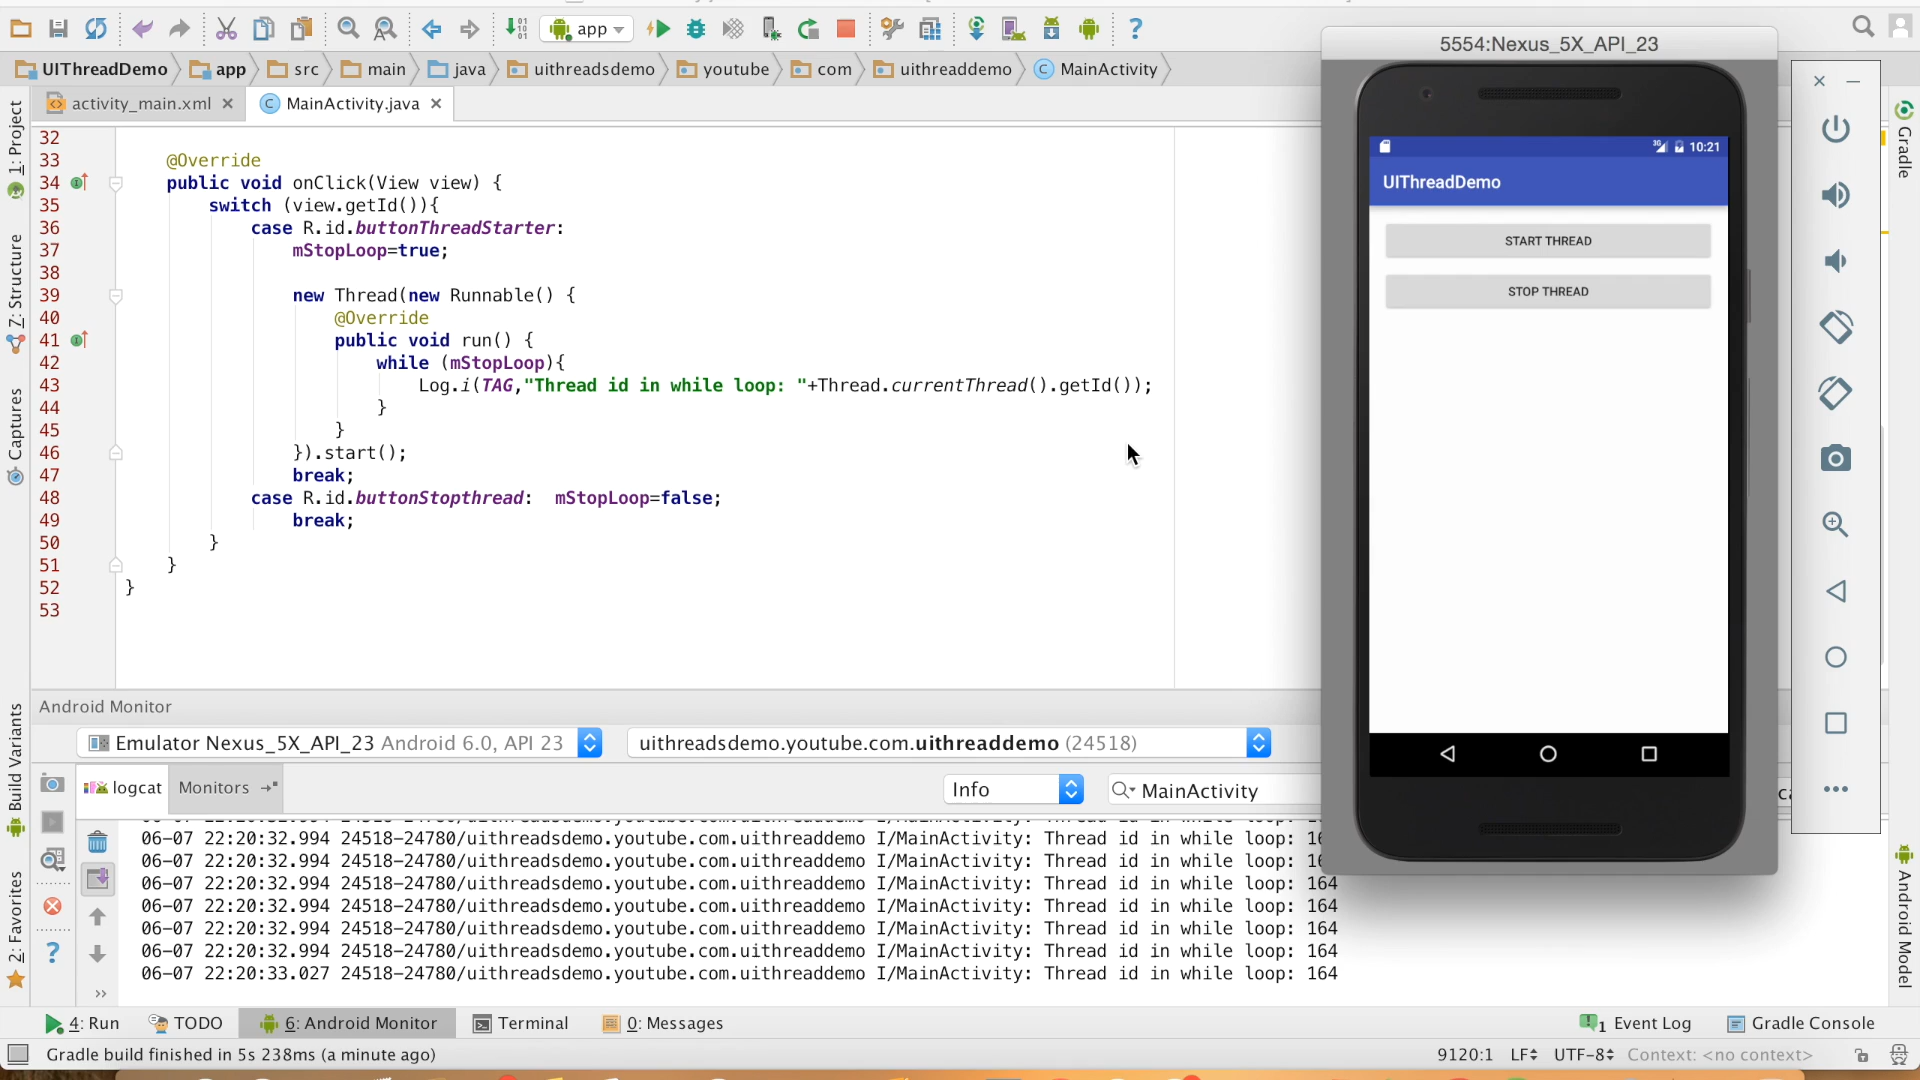 app
5554:Nexus_5X_API_23
UIThreadDemo app src main java uithreadsdemo youtube com uithreaddemo MainActivity
activity_main.xml MainActivity.java
1: Project
Z: Structure
Captures
Build Variants
2: Favorites
Gradle
Android Model
32
33 @Override
34 public void onClick(View view) {
35 switch (view.getId()){
36 case R.id.buttonThreadStarter:
37 mStopLoop=true;
38
39 new Thread(new Runnable() {
40 @Override
41 public void run() {
42 while (mStopLoop){
43 Log.i(TAG,"Thread id in while loop: "+Thread.currentThread().getId());
44 }
45 }
46 }).start();
47 break;
48 case R.id.buttonStopthread: mStopLoop=false;
49 break;
50 }
51 }
52 }
53
3G 10:21
UIThreadDemo
START THREAD
STOP THREAD
Android Monitor
Emulator Nexus_5X_API_23 Android 6.0, API 23 uithreadsdemo.youtube.com.uithreaddemo (24518)
logcat Monitors Info MainActivity
06-07 22:20:32.994 24518-24780/uithreadsdemo.youtube.com.uithreaddemo I/MainActivity: Thread id in while loop:
06-07 22:20:32.994 24518-24780/uithreadsdemo.youtube.com.uithreaddemo I/MainActivity: Thread id in while loop:
06-07 22:20:32.994 24518-24780/uithreadsdemo.youtube.com.uithreaddemo I/MainActivity: Thread id in while loop: 164
06-07 22:20:32.994 24518-24780/uithreadsdemo.youtube.com.uithreaddemo I/MainActivity: Thread id in while loop: 164
06-07 22:20:32.994 24518-24780/uithreadsdemo.youtube.com.uithreaddemo I/MainActivity: Thread id in while loop: 164
06-07 22:20:32.994 24518-24780/uithreadsdemo.youtube.com.uithreaddemo I/MainActivity: Thread id in while loop: 164
06-07 22:20:33.027 24518-24780/uithreadsdemo.youtube.com.uithreaddemo I/MainActivity: Thread id in while loop: 164
4: Run TODO 6: Android Monitor Terminal 0: Messages 1 Event Log Gradle Console
Gradle build finished in 5s 238ms (a minute ago) 9120:1 LF UTF-8 Context: <no context>